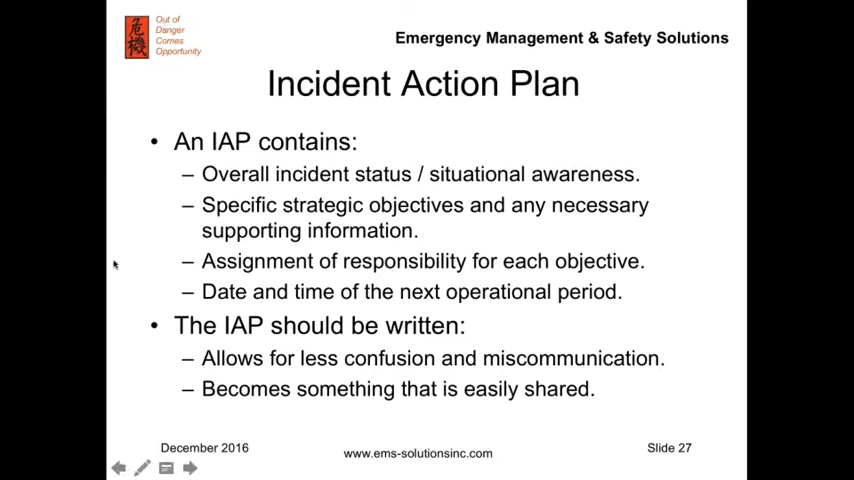 危
機
Out of
Danger
Comes
Opportunity
Emergency Management & Safety Solutions
Incident Action Plan
• An IAP contains:
– Overall incident status / situational awareness.
– Specific strategic objectives and any necessary
supporting information.
– Assignment of responsibility for each objective.
– Date and time of the next operational period.
• The IAP should be written:
– Allows for less confusion and miscommunication.
– Becomes something that is easily shared.
December 2016
www.ems-solutionsinc.com
Slide 27